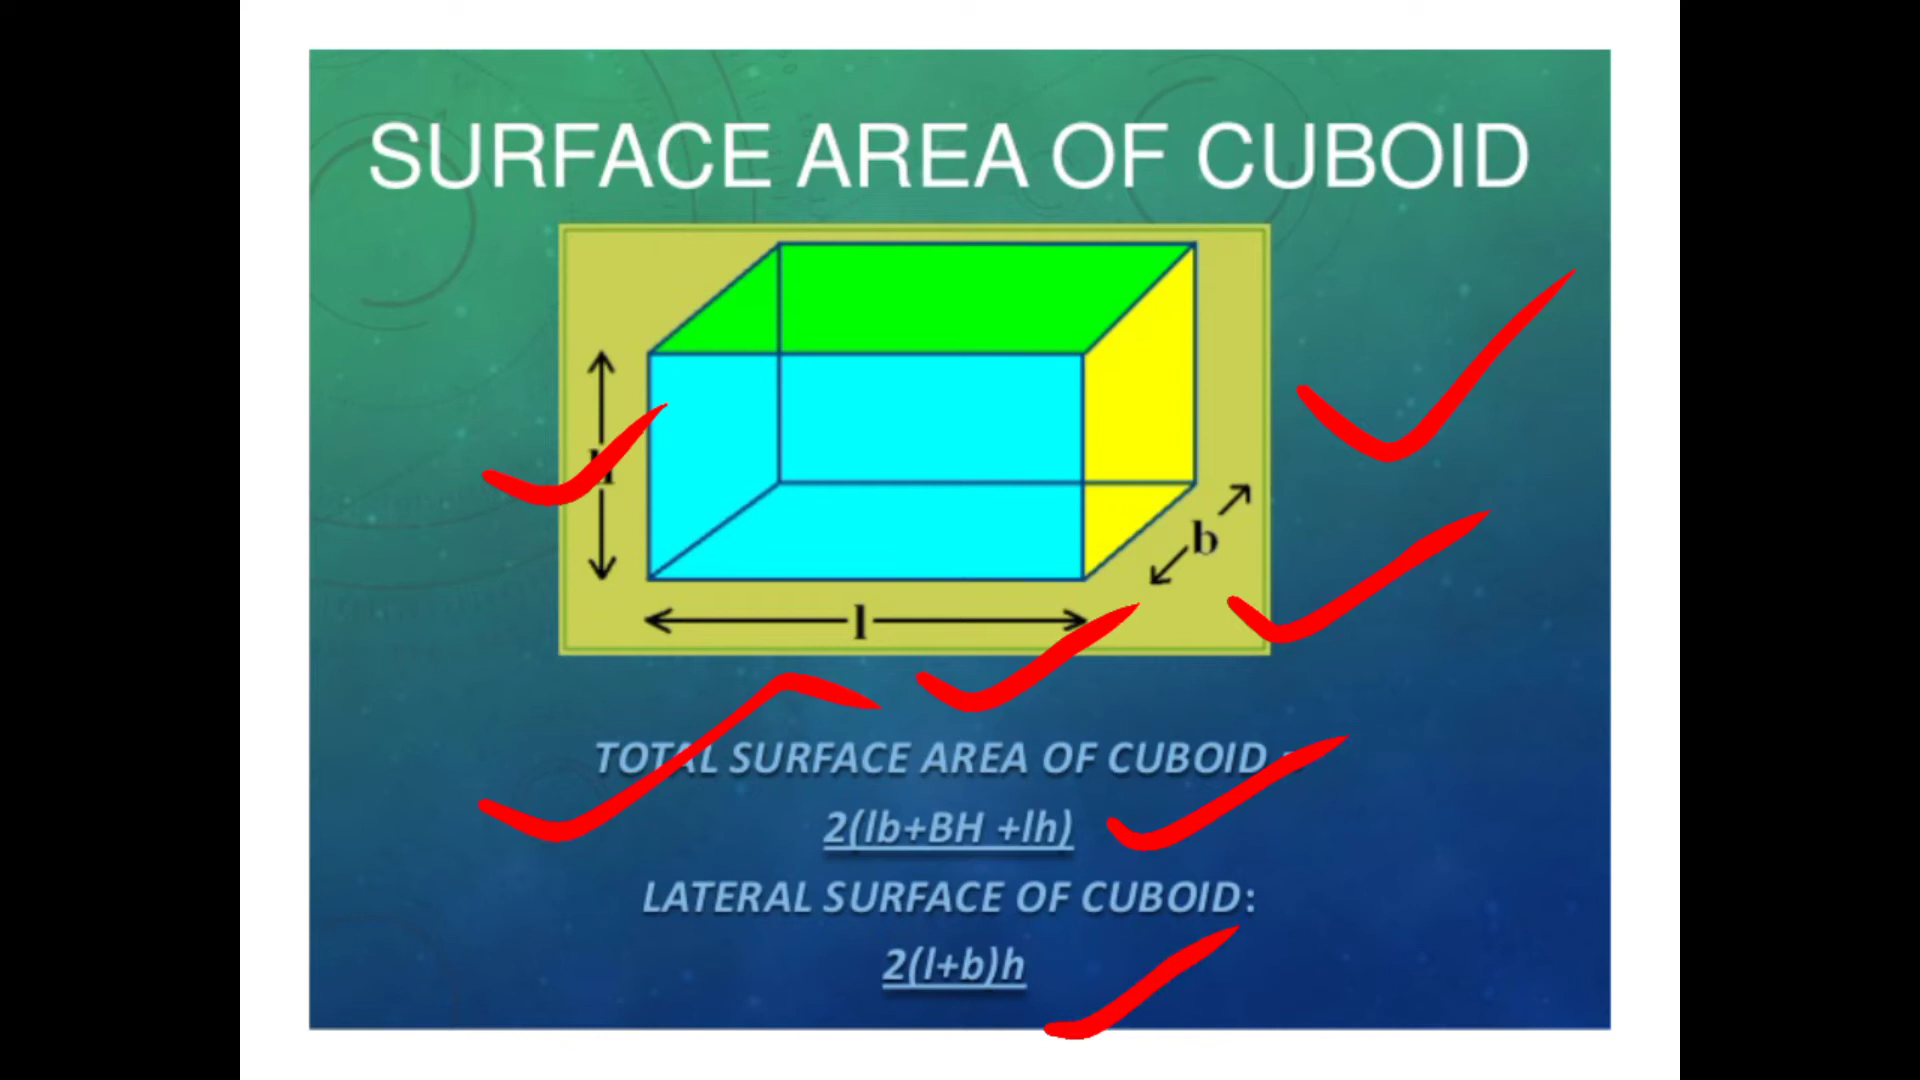 SURFACE AREA OF CUBOID
h
b
l
TOTAL SURFACE AREA OF CUBOID =
2(lb+BH +lh)
LATERAL SURFACE OF CUBOID:
2(l+b)h